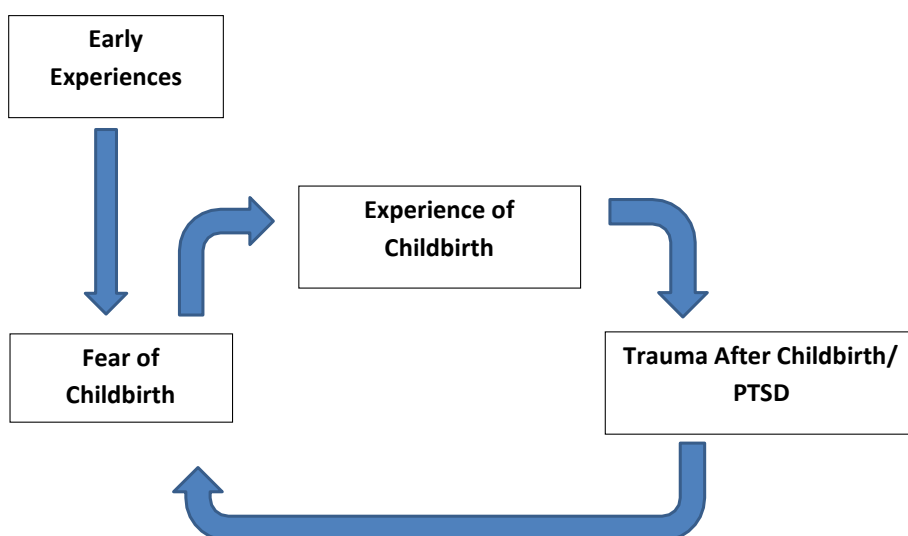 Early
Experiences
Experience of
Childbirth
Fear of
Childbirth
Trauma After Childbirth/
PTSD